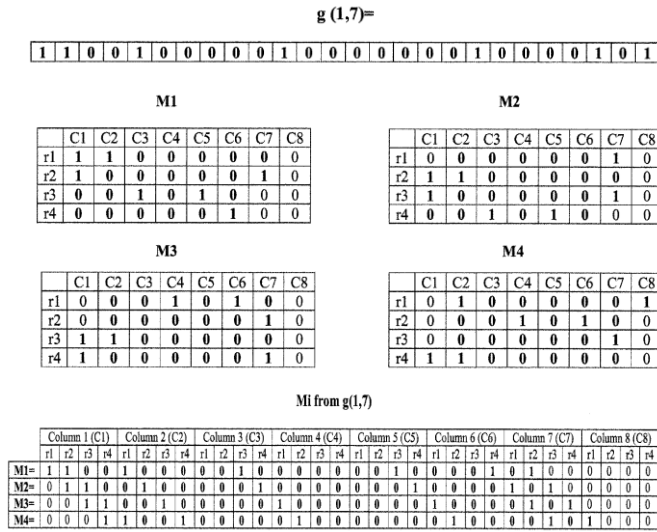 g (1,7)=
1 1 0 0 1 0 0 0 0 0 1 0 0 0 0 0 0 0 1 0 0 0 0 1 0 1
M1 M2
C1 C2 C3 C4 C5 C6 C7 C8
r1 1 1 0 0 0 0 0 0
r2 1 0 0 0 0 0 1 0
r3 0 0 1 0 1 0 0 0
r4 0 0 0 0 0 1 0 0
C1 C2 C3 C4 C5 C6 C7 C8
r1 0 0 0 0 0 0 1 0
r2 1 1 0 0 0 0 0 0
r3 1 0 0 0 0 0 1 0
r4 0 0 1 0 1 0 0 0
M3 M4
C1 C2 C3 C4 C5 C6 C7 C8
r1 0 0 0 1 0 1 0 0
r2 0 0 0 0 0 0 1 0
r3 1 1 0 0 0 0 0 0
r4 1 0 0 0 0 0 1 0
C1 C2 C3 C4 C5 C6 C7 C8
r1 0 1 0 0 0 0 0 1
r2 0 0 0 1 0 1 0 0
r3 0 0 0 0 0 0 1 0
r4 1 1 0 0 0 0 0 0
Mi from g(1,7)
Column 1 (C1) Column 2 (C2) Column 3 (C3) Column 4 (C4) Column 5 (C5) Column 6 (C6) Column 7 (C7) Column 8 (C8)
r1 r2 r3 r4 r1 r2 r3 r4 r1 r2 r3 r4 r1 r2 r3 r4 r1 r2 r3 r4 r1 r2 r3 r4 r1 r2 r3 r4 r1 r2 r3 r4
M1= 1 1 0 0 1 0 0 0 0 0 1 0 0 0 0 0 0 0 1 0 0 0 0 1 0 1 0 0 0 0 0 0
M2= 0 1 1 0 0 1 0 0 0 0 0 1 0 0 0 0 0 0 0 1 0 0 0 0 1 0 1 0 0 0 0 0
M3= 0 0 1 1 0 0 1 0 0 0 0 0 1 0 0 0 0 0 0 0 1 0 0 0 0 1 0 1 0 0 0 0
M4= 0 0 0 1 1 0 0 1 0 0 0 0 0 1 0 0 0 0 0 0 0 1 0 0 0 0 1 0 1 0 0 0